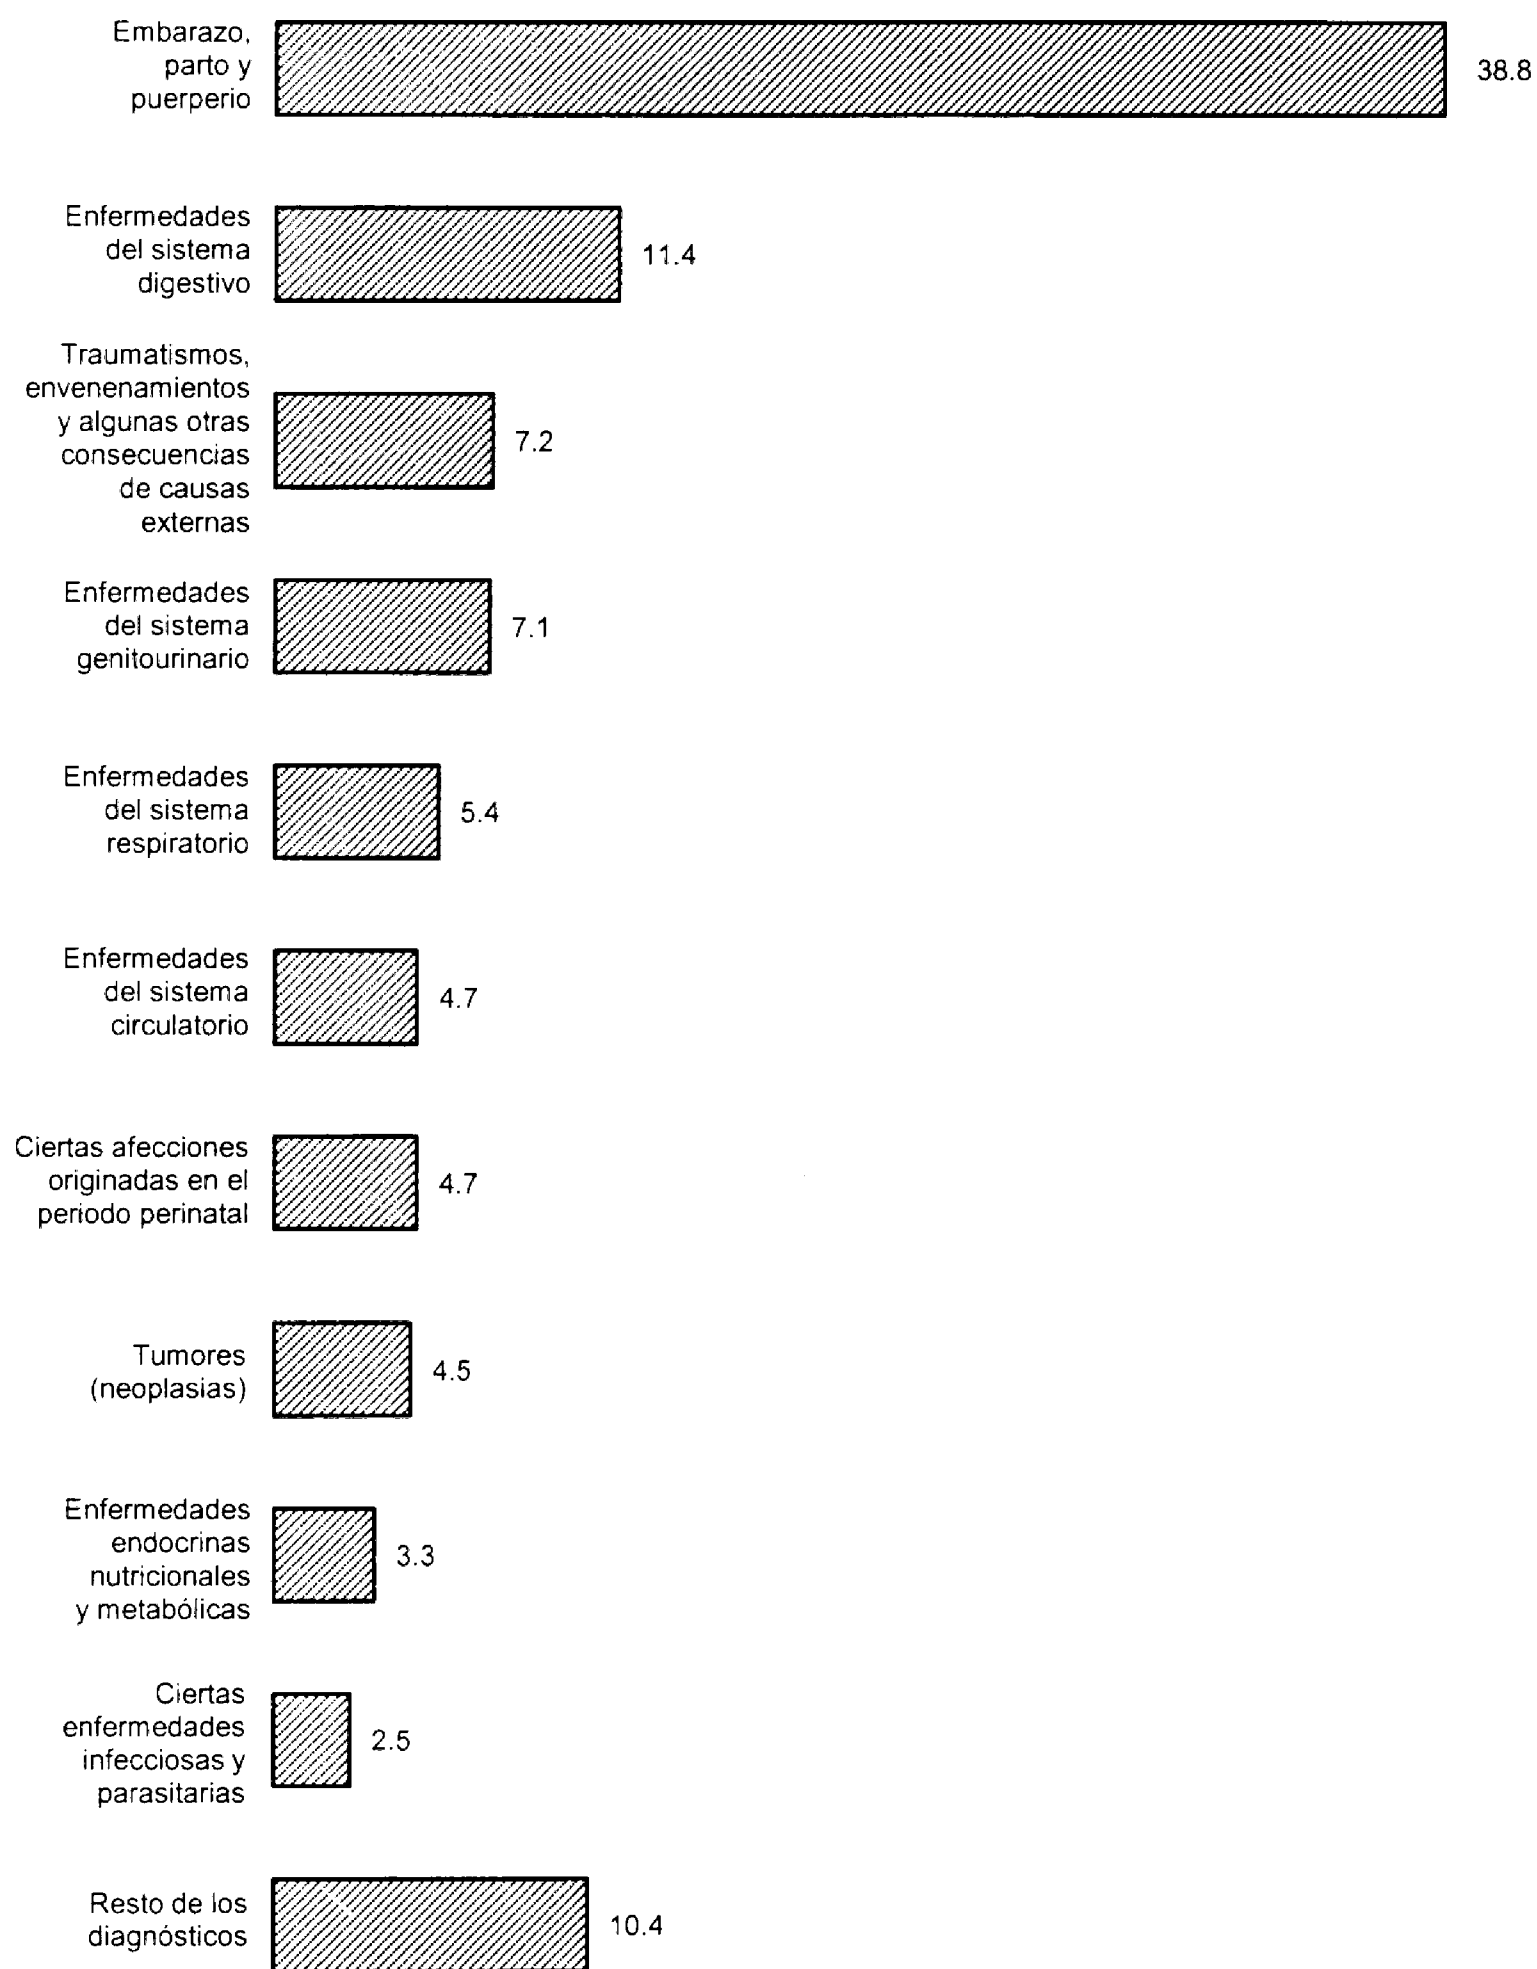 Embarazo,
parto y
puerperio
38.8
Enfermedades
del sistema
digestivo
11.4
Traumatismos,
envenenamientos
y algunas otras
consecuencias
de causas
externas
7.2
Enfermedades
del sistema
genitourinario
7.1
Enfermedades
del sistema
respiratorio
5.4
Enfermedades
del sistema
circulatorio
4.7
Ciertas afecciones
originadas en el
periodo perinatal
4.7
Tumores
(neoplasias)
4.5
Enfermedades
endocrinas
nutricionales
y metabólicas
3.3
Ciertas
enfermedades
infecciosas y
parasitarias
2.5
Resto de los
diagnósticos
10.4